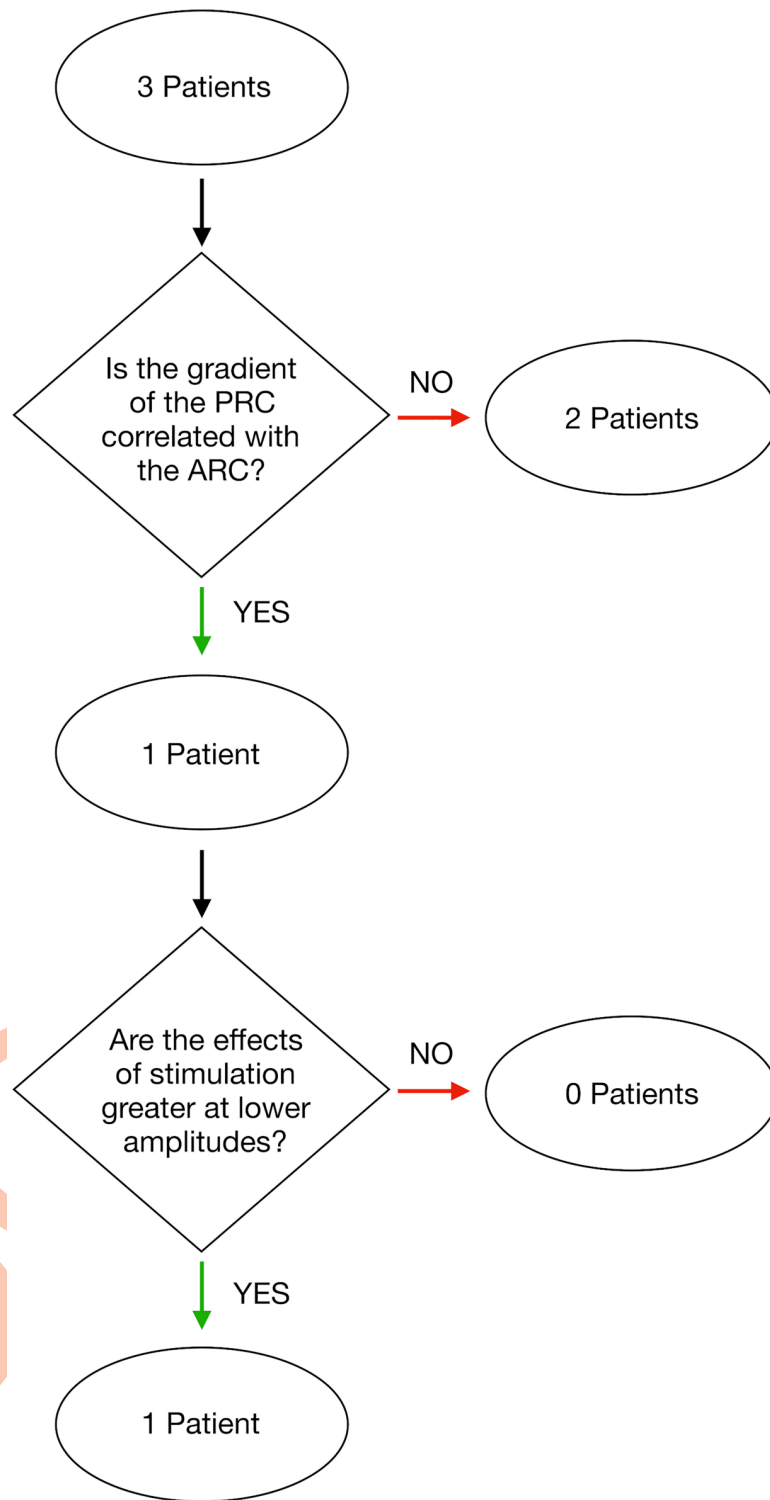 3 Patients
Is the gradient
of the PRC
correlated with
the ARC?
NO
2 Patients
YES
1 Patient
Are the effects
of stimulation
greater at lower
amplitudes?
NO
0 Patients
YES
1 Patient